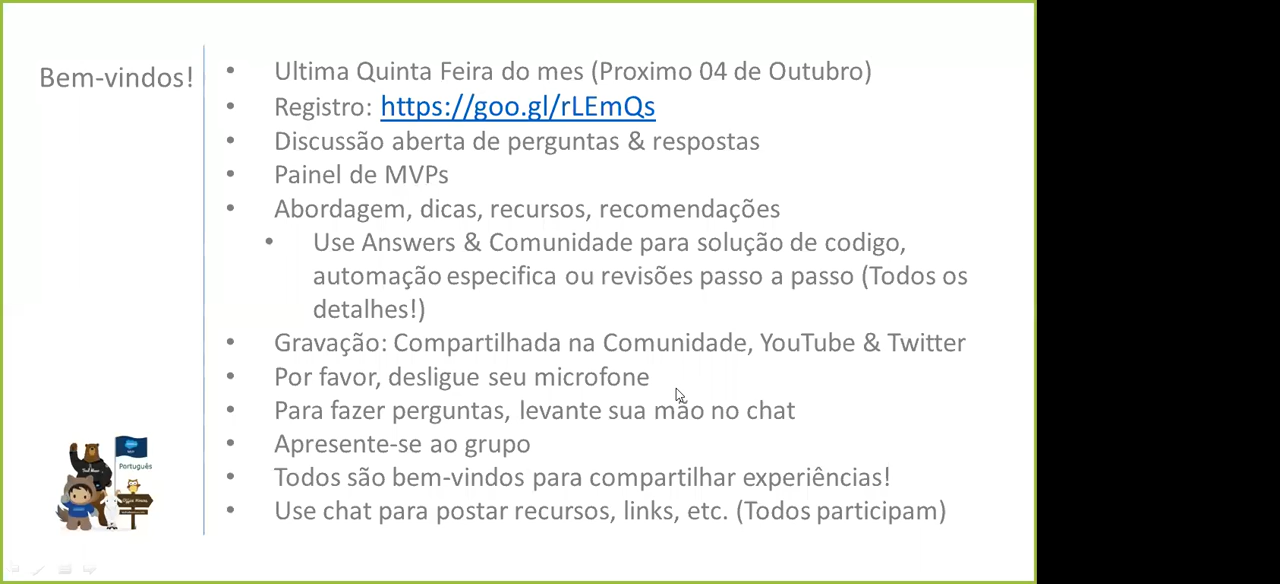 Bem-vindos!
Ultima Quinta Feira do mes (Proximo 04 de Outubro)
Registro: https://goo.gl/rLEmQs
Discussão aberta de perguntas & respostas
Painel de MVPs
Abordagem, dicas, recursos, recomendações
Use Answers & Comunidade para solução de codigo,
automação especifica ou revisões passo a passo (Todos os
detalhes!)
Gravação: Compartilhada na Comunidade, YouTube & Twitter
Por favor, desligue seu microfone
Para fazer perguntas, levante sua mão no chat
Apresente-se ao grupo
Todos são bem-vindos para compartilhar experiências!
Use chat para postar recursos, links, etc. (Todos participam)
Português